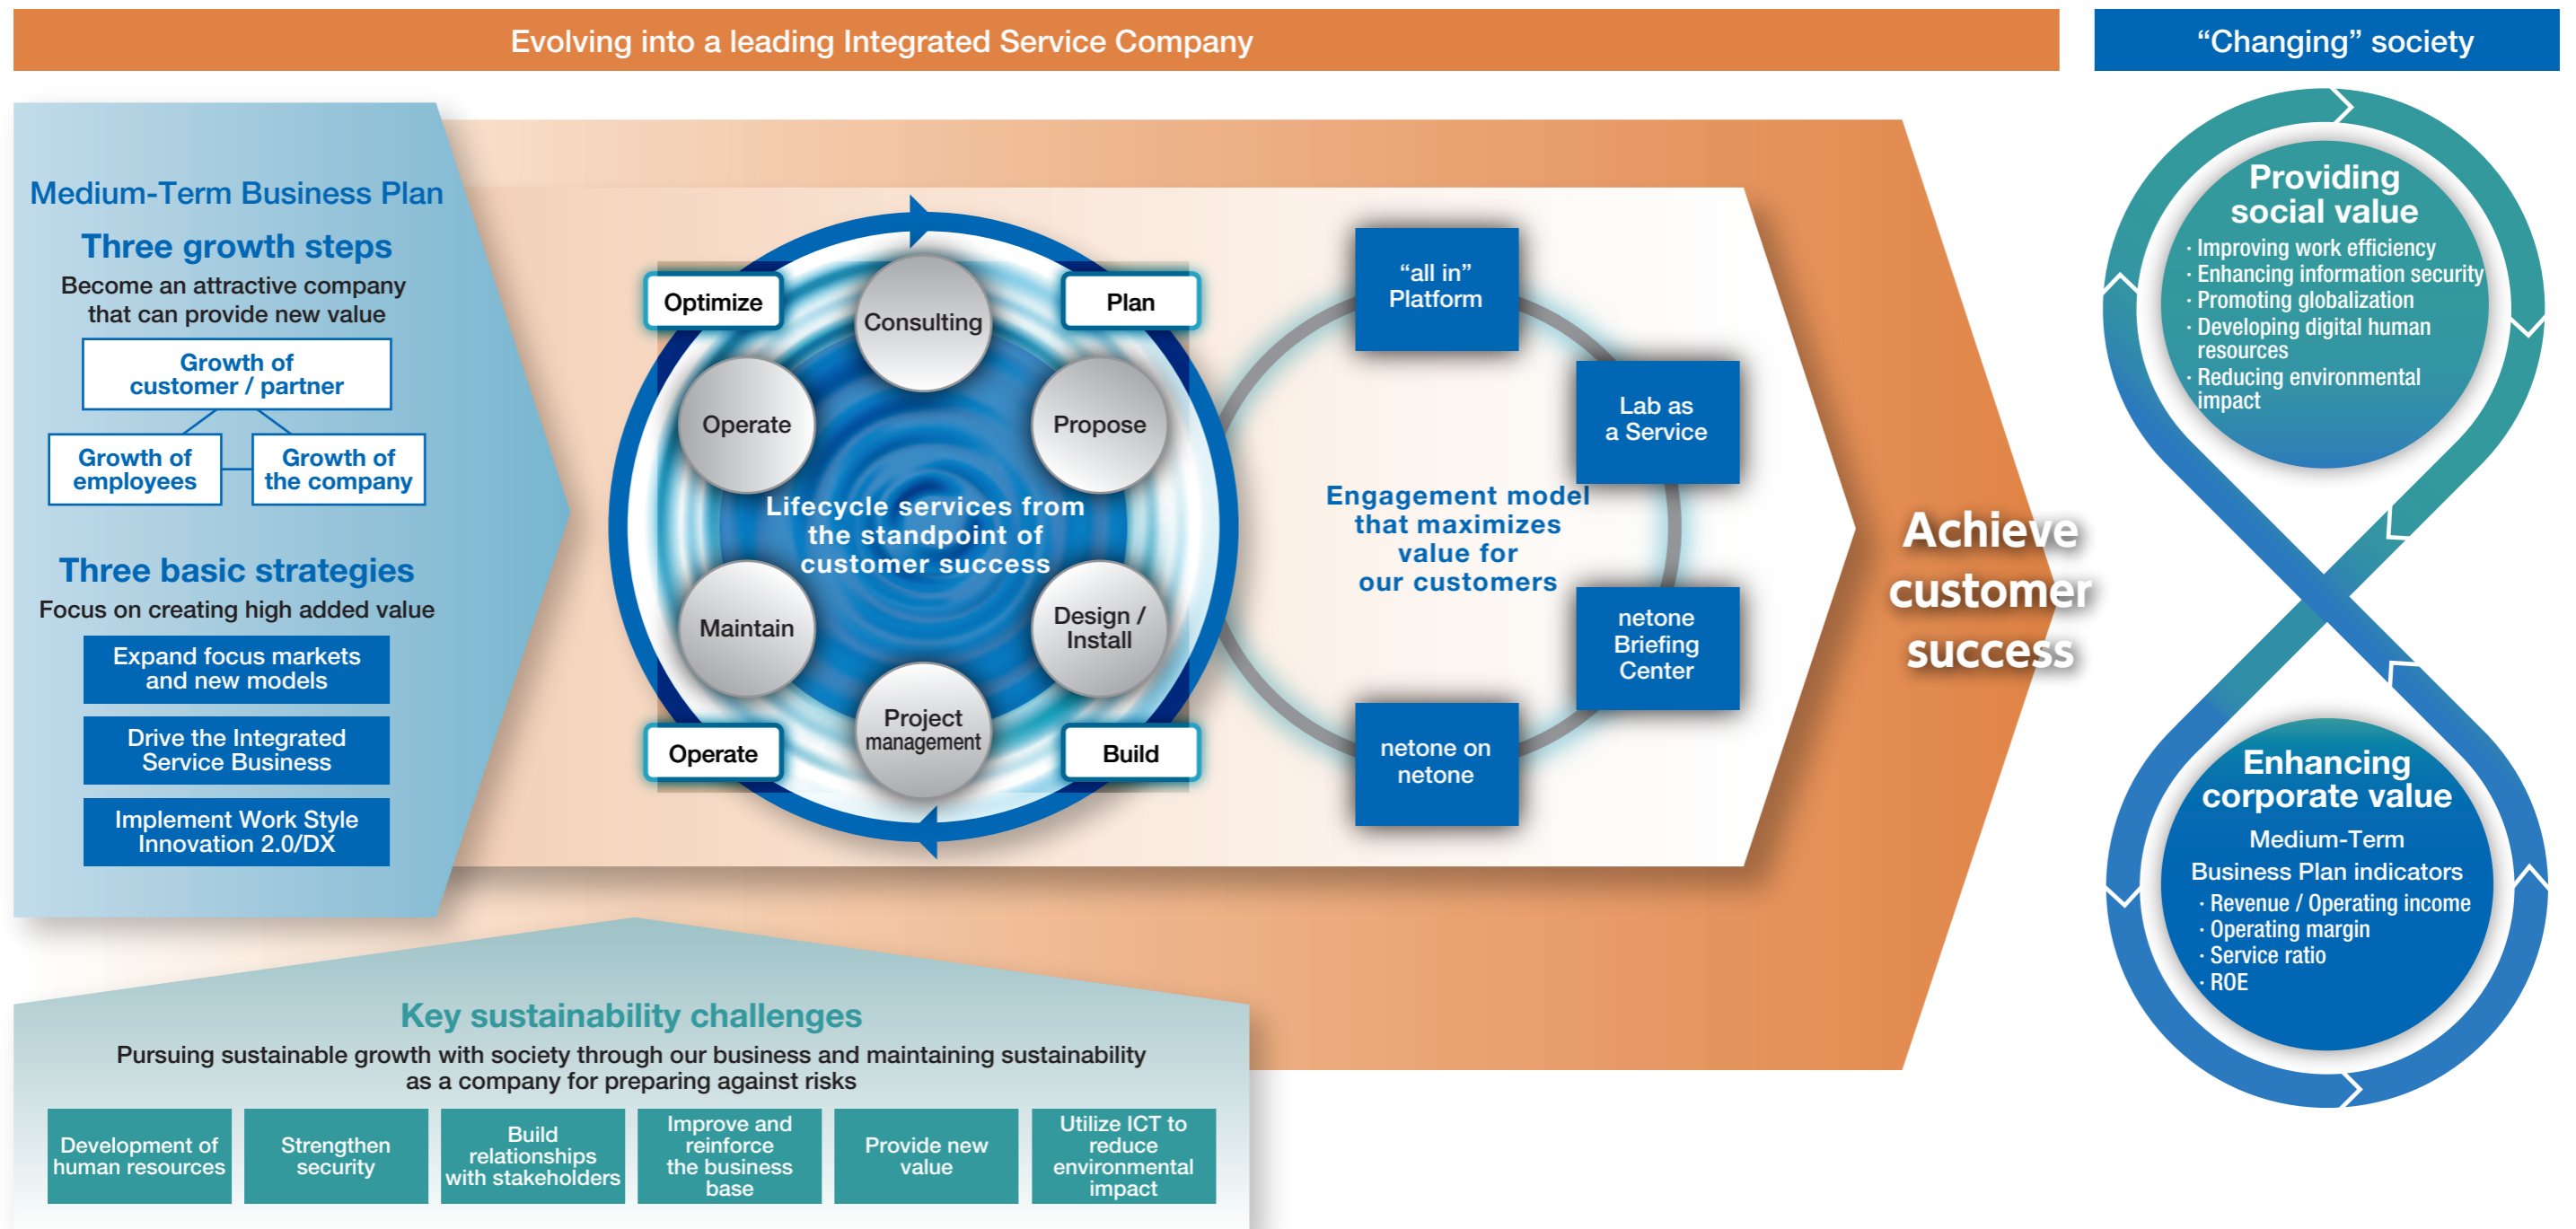 Evolving into a leading Integrated Service Company
“Changing” society
Medium-Term Business Plan
Three growth steps
Become an attractive company
that can provide new value
Growth of
customer / partner
Growth of
employees
Growth of
the company
Three basic strategies
Focus on creating high added value
Expand focus markets
and new models
Drive the Integrated
Service Business
Implement Work Style
Innovation 2.0/DX
Optimize
Plan
Operate
Build
Consulting
Propose
Design /
Install
Project
management
Maintain
Operate
Lifecycle services from
the standpoint of
customer success
“all in”
Platform
Lab as
a Service
netone
Briefing
Center
netone on
netone
Engagement model
that maximizes
value for
our customers
Achieve
customer
success
Providing
social value
· Improving work efficiency
· Enhancing information security
· Promoting globalization
· Developing digital human
resources
· Reducing environmental
impact
Enhancing
corporate value
Medium-Term
Business Plan indicators
· Revenue / Operating income
· Operating margin
· Service ratio
· ROE
Key sustainability challenges
Pursuing sustainable growth with society through our business and maintaining sustainability
as a company for preparing against risks
Development of
human resources
Strengthen
security
Build
relationships
with stakeholders
Improve and
reinforce
the business
base
Provide new
value
Utilize ICT to
reduce
environmental
impact